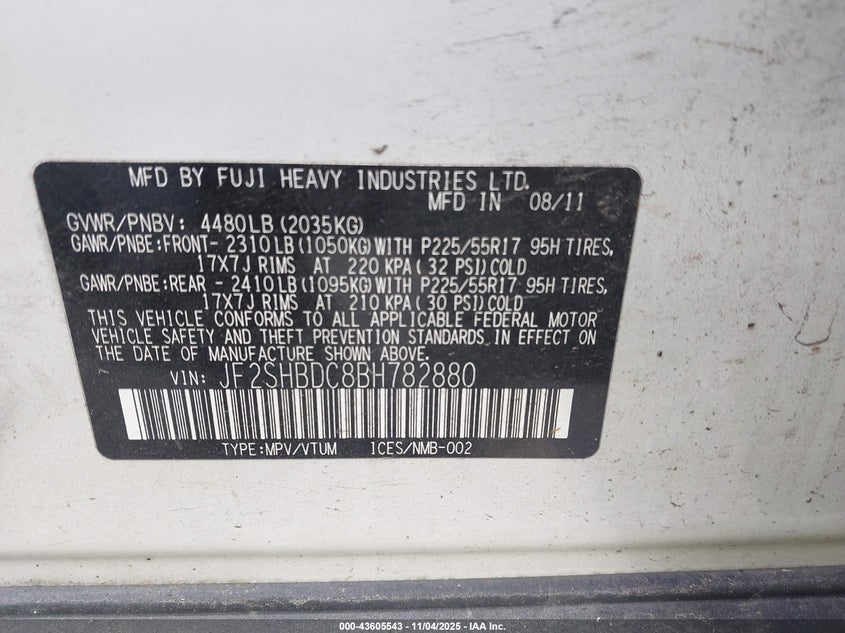 MFD BY FUJI HEAVY INDUSTRIES LTD.
MFD IN 08/11
GVWR/PNBV: 4480LB(2035KG)
GAWR/PNBE:FRONT- 2310LB(1050KG)WITH P225/55R17 95H TIRES,
17X7J RIMS AT 220 KPA(32 PSI)COLD
GAWR/PNBE:REAR - 2410LB(1095KG)WITH P225/55R17 95H TIRES,
17X7J RIMS AT 210 KPA(30 PSI)COLD
THIS VEHICLE CONFORMS TO ALL APPLICABLE FEDERAL MOTOR
VEHICLE SAFETY AND THEFT PREVENTION STANDARDS IN EFFECT ON
THE DATE OF MANUFACTURE SHOWN ABOVE.
VIN: JF2SHBDC8BH782880
TYPE:MPV/VTUM ICES/NMB-002
000-43605543 - 11/04/2025 - IAA Inc.